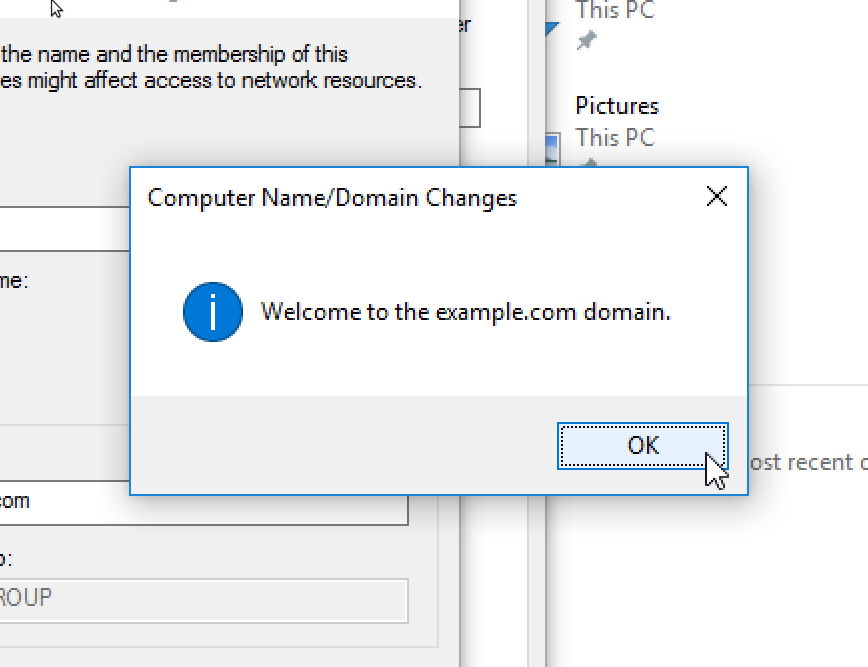 This PC
the name and the membership of this
es might affect access to network resources.
Pictures
This PC
Computer Name/Domain Changes
me:
Welcome to the example.com domain.
OK
ost recent
com
ROUP